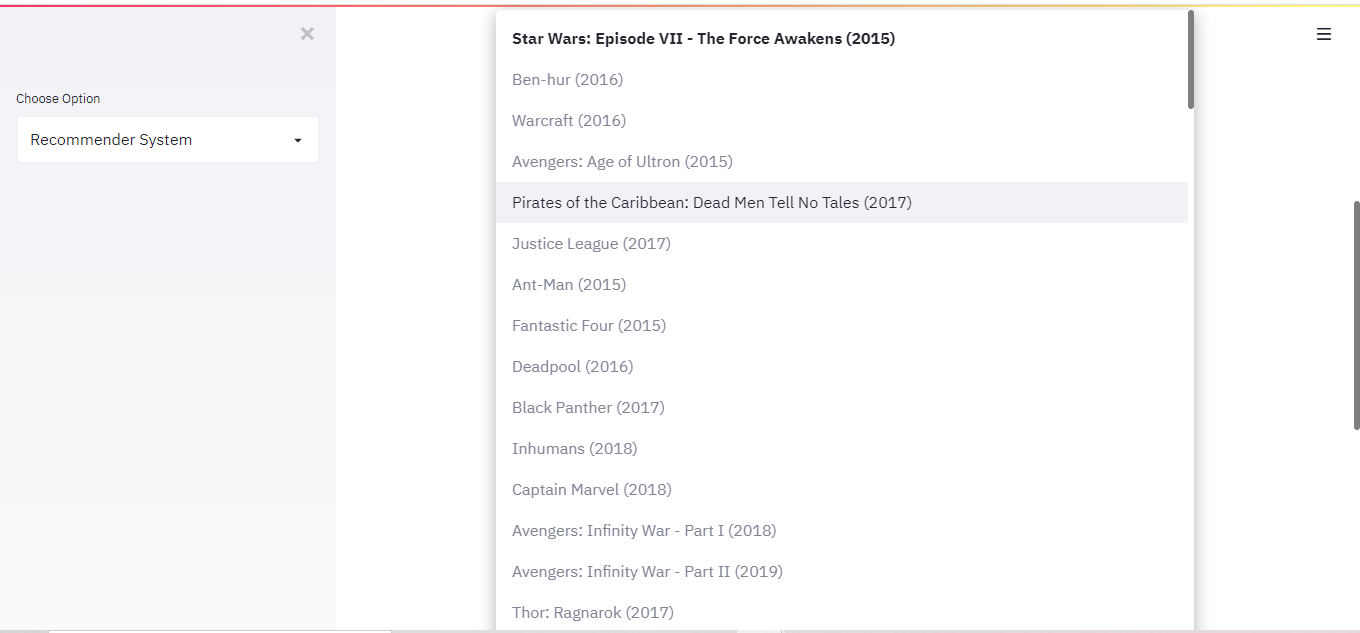 Choose Option
Recommender System
Star Wars: Episode VII - The Force Awakens (2015)
Ben-hur (2016)
Warcraft (2016)
Avengers: Age of Ultron (2015)
Pirates of the Caribbean: Dead Men Tell No Tales (2017)
Justice League (2017)
Ant-Man (2015)
Fantastic Four (2015)
Deadpool (2016)
Black Panther (2017)
Inhumans (2018)
Captain Marvel (2018)
Avengers: Infinity War - Part I (2018)
Avengers: Infinity War - Part II (2019)
Thor: Ragnarok (2017)